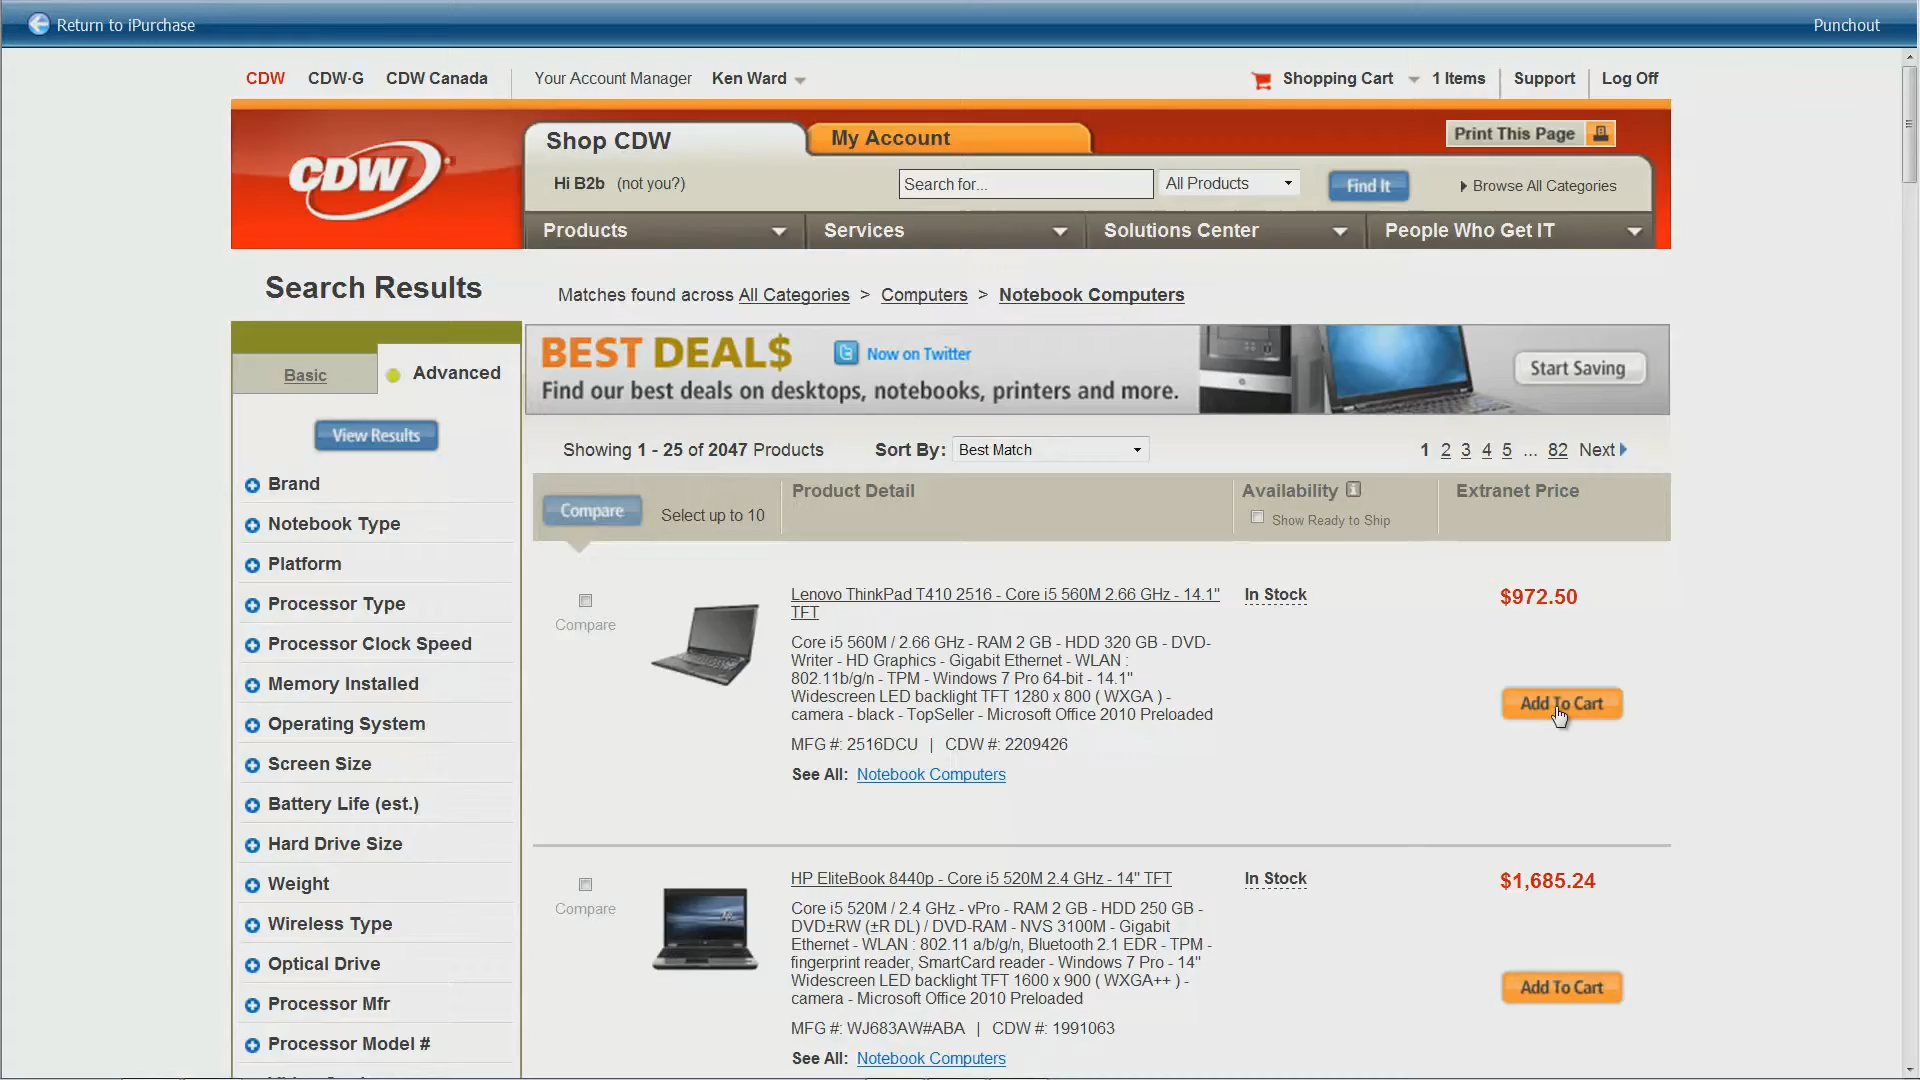 Return to iPurchase
Punchout
CDW CDW·G CDW Canada Your Account Manager Ken Ward Shopping Cart 1 Items Support Log Off
CDW
Shop CDW
My Account
Print This Page
Hi B2b (not you?)
Search for...
All Products
Find It
Browse All Categories
Products
Services
Solutions Center
People Who Get IT
Search Results
Matches found across All Categories > Computers > Notebook Computers
BEST DEAL$
Now on Twitter
Find our best deals on desktops, notebooks, printers and more.
Start Saving
Basic
Advanced
View Results
Brand
Notebook Type
Platform
Processor Type
Processor Clock Speed
Memory Installed
Operating System
Screen Size
Battery Life (est.)
Hard Drive Size
Weight
Wireless Type
Optical Drive
Processor Mfr
Processor Model #
Showing 1 - 25 of 2047 Products
Sort By: Best Match
1 2 3 4 5 ... 82 Next
Compare
Select up to 10
Product Detail
Availability
Show Ready to Ship
Extranet Price
Compare
Lenovo ThinkPad T410 2516 - Core i5 560M 2.66 GHz - 14.1"
TFT
Core i5 560M / 2.66 GHz - RAM 2 GB - HDD 320 GB - DVD-
Writer - HD Graphics - Gigabit Ethernet - WLAN :
802.11b/g/n - TPM - Windows 7 Pro 64-bit - 14.1"
Widescreen LED backlight TFT 1280 x 800 ( WXGA ) -
camera - black - TopSeller - Microsoft Office 2010 Preloaded
MFG #: 2516DCU | CDW #: 2209426
See All: Notebook Computers
In Stock
$972.50
Add To Cart
Compare
HP EliteBook 8440p - Core i5 520M 2.4 GHz - 14" TFT
Core i5 520M / 2.4 GHz - vPro - RAM 2 GB - HDD 250 GB -
DVD±RW (±R DL) / DVD-RAM - NVS 3100M - Gigabit
Ethernet - WLAN : 802.11 a/b/g/n, Bluetooth 2.1 EDR - TPM -
fingerprint reader, SmartCard reader - Windows 7 Pro - 14"
Widescreen LED backlight TFT 1600 x 900 ( WXGA++ ) -
camera - Microsoft Office 2010 Preloaded
MFG #: WJ683AW#ABA | CDW #: 1991063
See All: Notebook Computers
In Stock
$1,685.24
Add To Cart